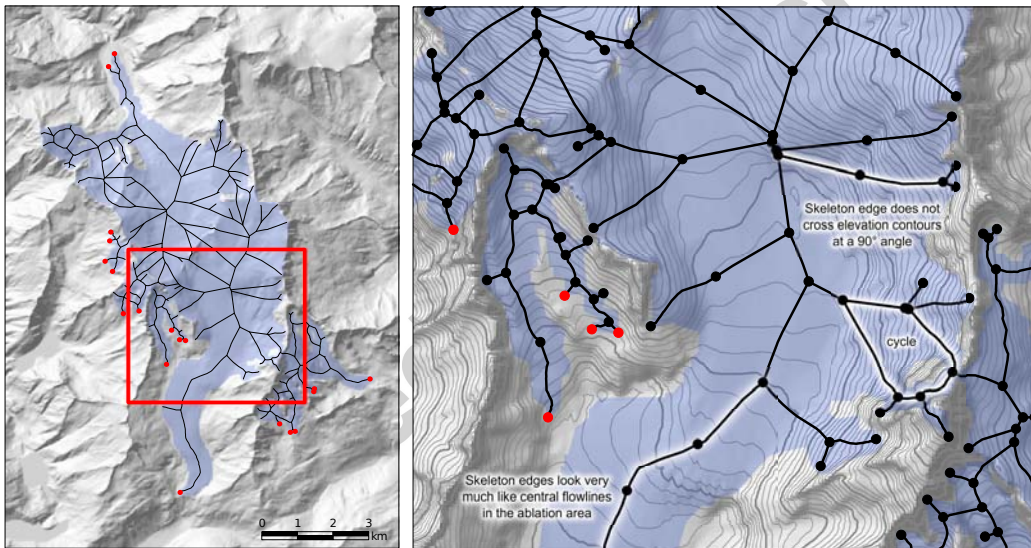 0 1 2 3
km
Skeleton edge does not
cross elevation contours
at a 90° angle
cycle
Skeleton edges look very
much like central flowlines
in the ablation area